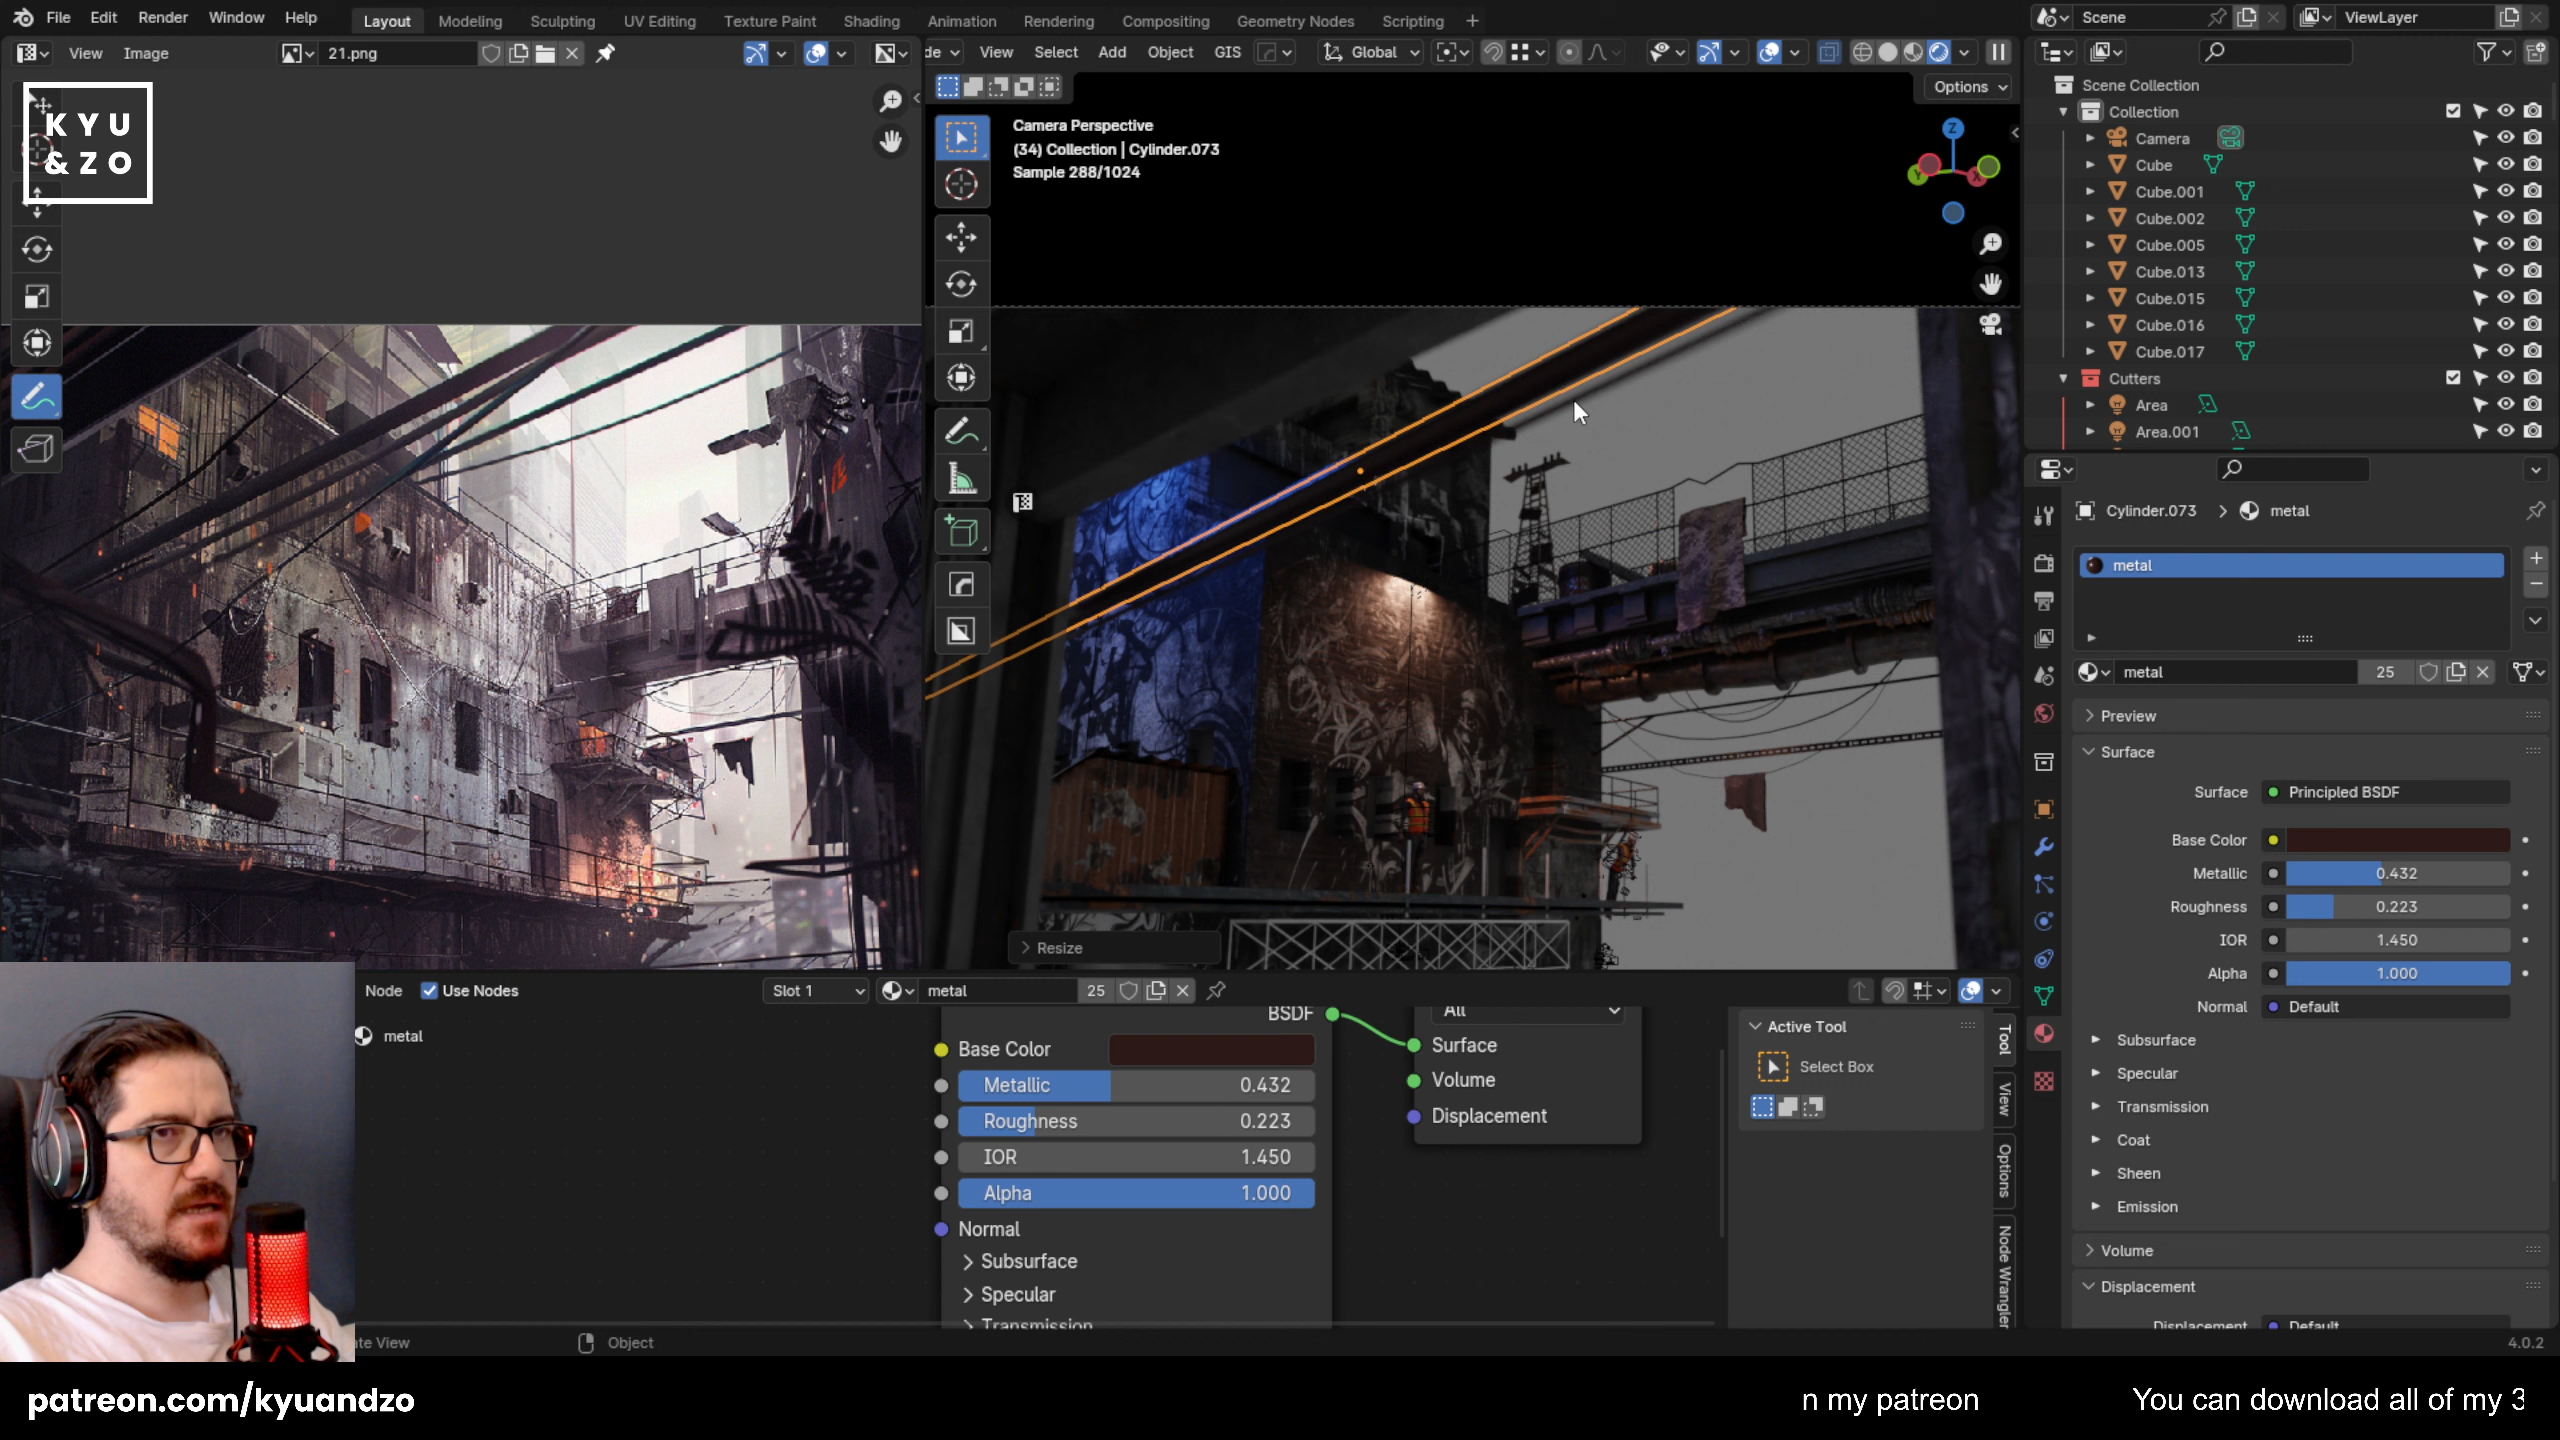 File Edit Render Window Help
Layout Modeling Sculpting UV Editing Texture Paint Shading Animation Rendering Compositing Geometry Nodes Scripting +
Scene
ViewLayer
View Image
21.png
de View Select Add Object GIS
Global
Options
KYU
&ZO
Camera Perspective
(34) Collection | Cylinder.073
Sample 288/1024
Z
Y
X
Resize
Scene Collection
Collection
Camera
Cube
Cube.001
Cube.002
Cube.005
Cube.013
Cube.015
Cube.016
Cube.017
Cutters
Area
Area.001
Cylinder.073 > metal
metal
metal 25
Preview
Surface
Surface Principled BSDF
Base Color
Metallic 0.432
Roughness 0.223
IOR 1.450
Alpha 1.000
Normal Default
Subsurface
Specular
Transmission
Coat
Sheen
Emission
Volume
Displacement
Displacement Default
Node Use Nodes
Slot 1
metal 25
metal
BSDF
Base Color
Metallic 0.432
Roughness 0.223
IOR 1.450
Alpha 1.000
Normal
Subsurface
Specular
Transmission
All
Surface
Volume
Displacement
Active Tool
Select Box
Tool
View
Options
Node Wrangler
te View
Object
4.0.2
patreon.com/kyuandzo
n my patreon
You can download all of my 3